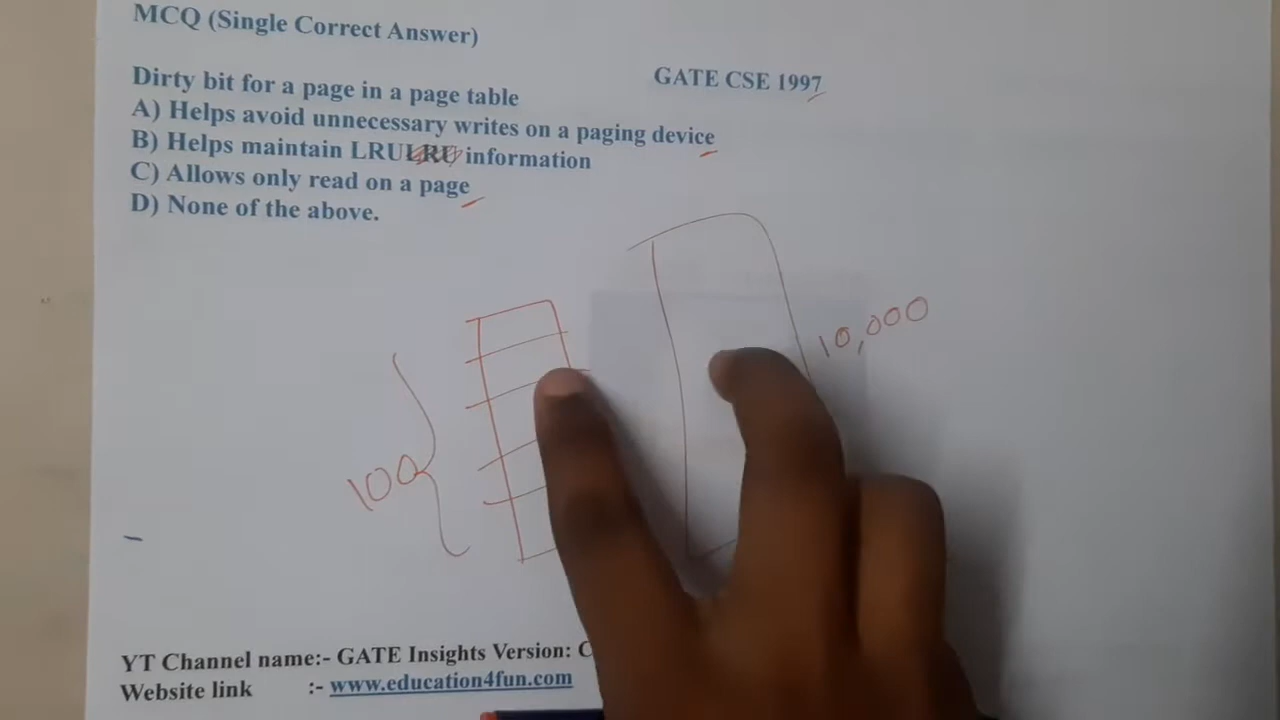 MCQ (Single Correct Answer)
Dirty bit for a page in a page table
GATE CSE 1997
A) Helps avoid unnecessary writes on a paging device
B) Helps maintain LRU information
C) Allows only read on a page
D) None of the above.
10,000
100
YT Channel name:- GATE Insights Version: C
Website link :- www.education4fun.com